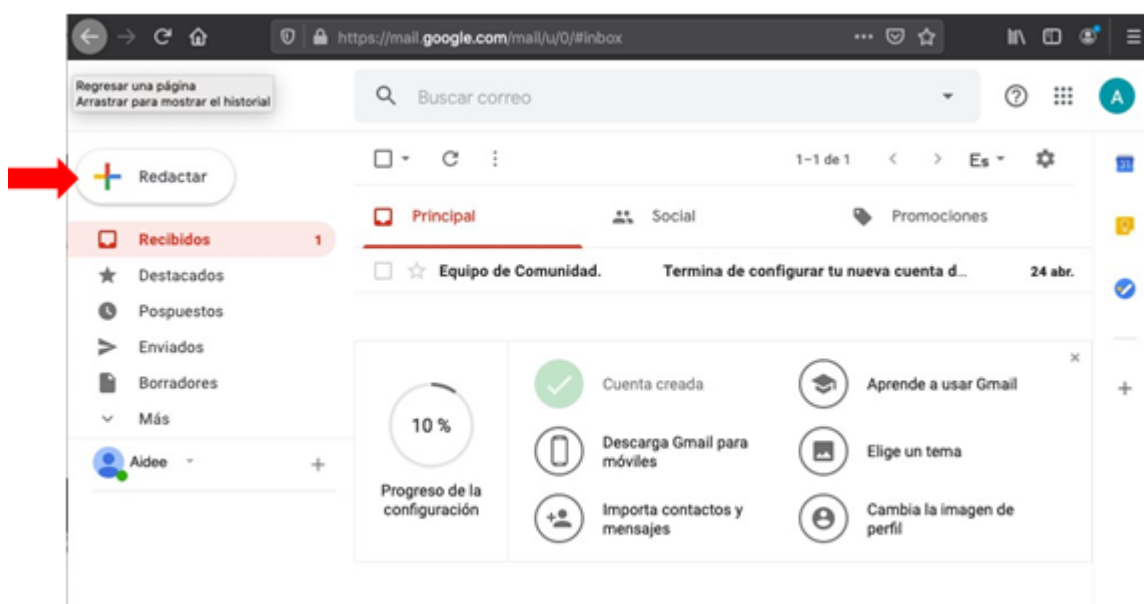 https://mail.google.com/mail/u/0/#inbox
Regresar una página
Arrastrar para mostrar el historial
Buscar correo
A
Redactar
1-1 de 1
Es
31
Principal
Social
Promociones
Recibidos 1
Equipo de Comunidad. Termina de configurar tu nueva cuenta d... 24 abr.
Destacados
Pospuestos
Enviados
Borradores
Más
Aidee
10 %
Progreso de la
configuración
Cuenta creada
Aprende a usar Gmail
Descarga Gmail para
móviles
Elige un tema
Importa contactos y
mensajes
Cambia la imagen de
perfil